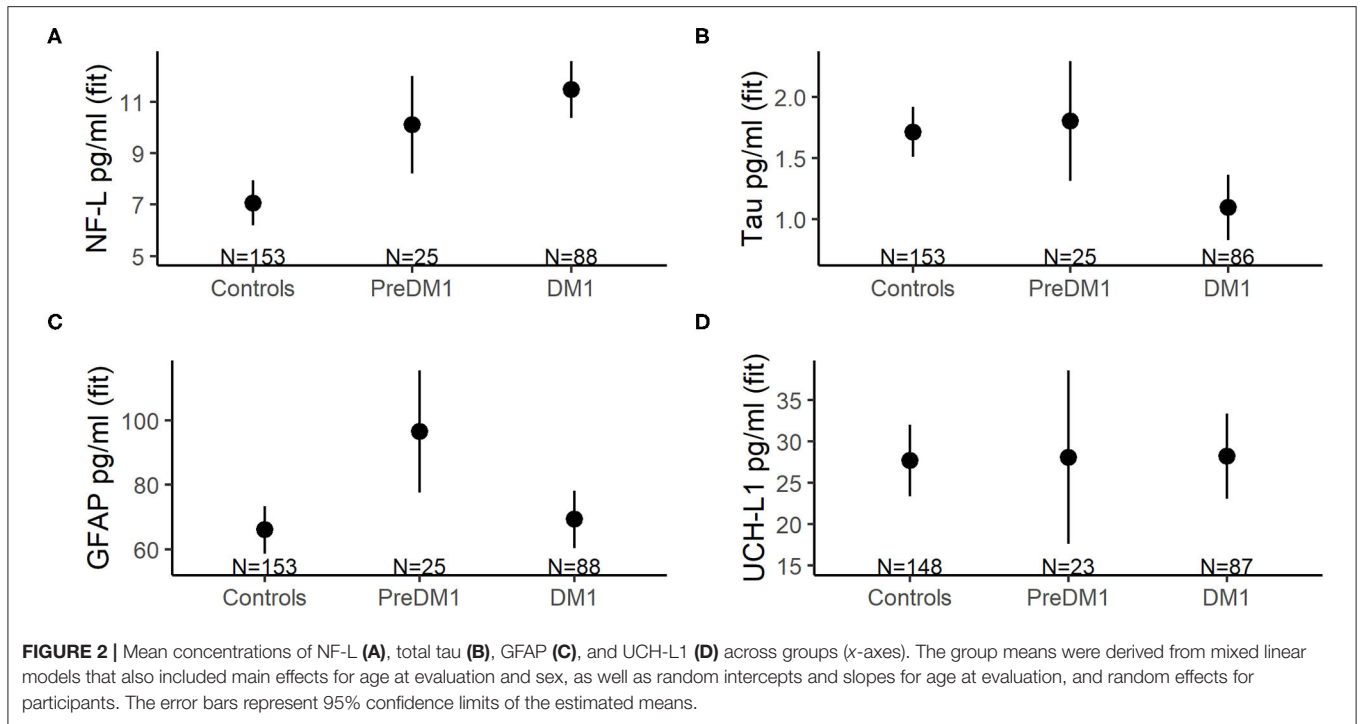 A
NF-L pg/ml (fit)
11
9
7
5
N=153 N=25 N=88
Controls PreDM1 DM1
B
Tau pg/ml (fit)
2.0
1.5
1.0
N=153 N=25 N=86
Controls PreDM1 DM1
C
GFAP pg/ml (fit)
100
80
60
N=153 N=25 N=88
Controls PreDM1 DM1
D
UCH-L1 pg/ml (fit)
35
30
25
20
15
N=148 N=23 N=87
Controls PreDM1 DM1
FIGURE 2 | Mean concentrations of NF-L (A), total tau (B), GFAP (C), and UCH-L1 (D) across groups (x-axes). The group means were derived from mixed linear
models that also included main effects for age at evaluation and sex, as well as random intercepts and slopes for age at evaluation, and random effects for
participants. The error bars represent 95% confidence limits of the estimated means.